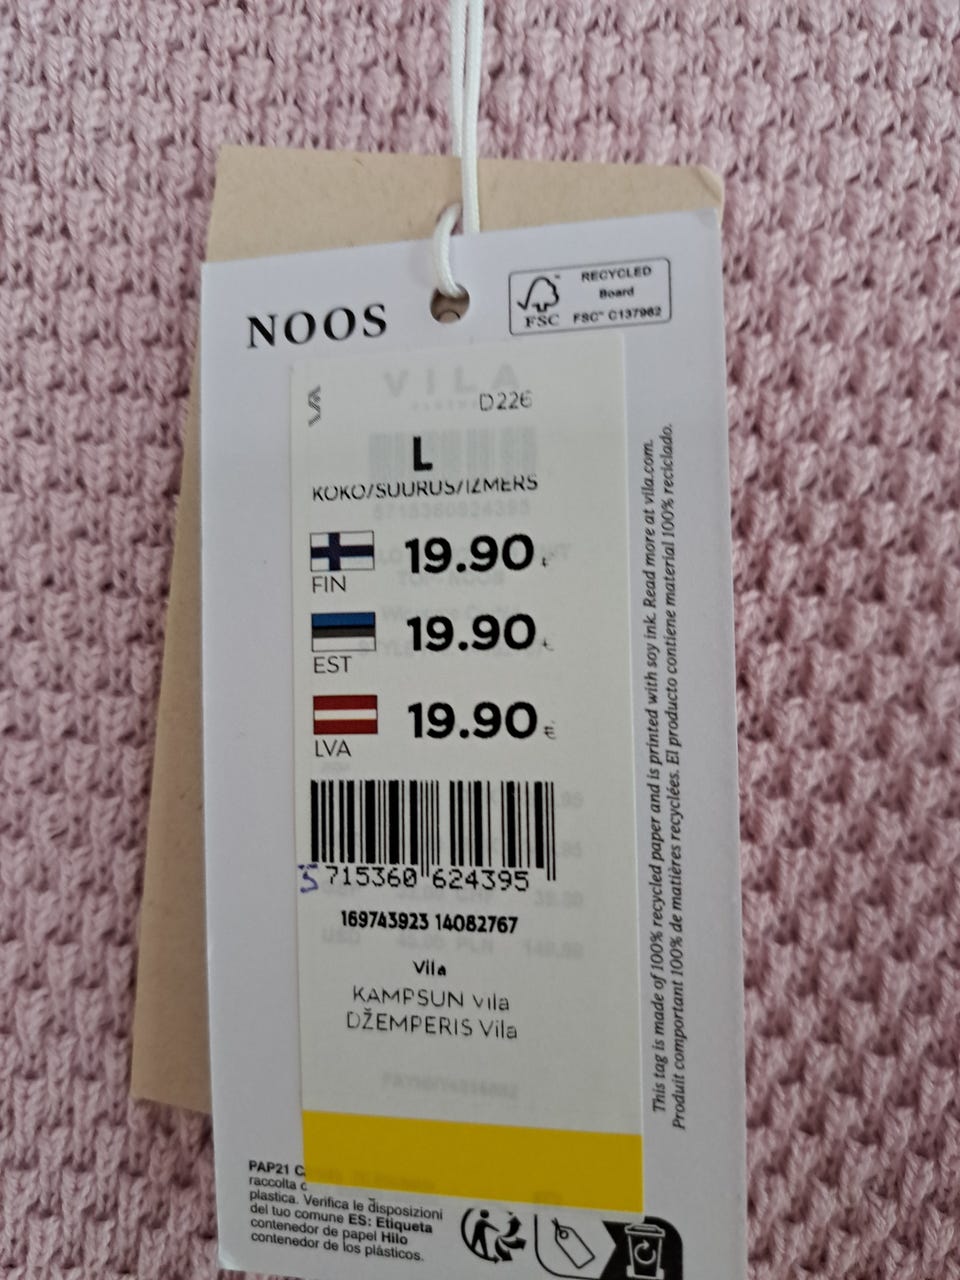 NOOS
FSC
RECYCLED
Board
FSC™ C137982
VILA
D226
L
KOKO/SUURUS/IZMERS
FIN 19.90
EST 19.90
LVA 19.90 €
5 715360 624395
169743923 14082767
Vila
KAMPSUN Vila
DŽEMPERIS Vila
This tag is made of 100% recycled paper and is printed with soy ink. Read more at vila.com.
Produit comportant 100% de matières recyclées. El producto contiene material 100% reciclado.
PAP21
raccolta
plastica. Verifica le disposizioni
del tuo comune ES: Etiqueta
contenedor de papel Hilo
contenedor de los plásticos.